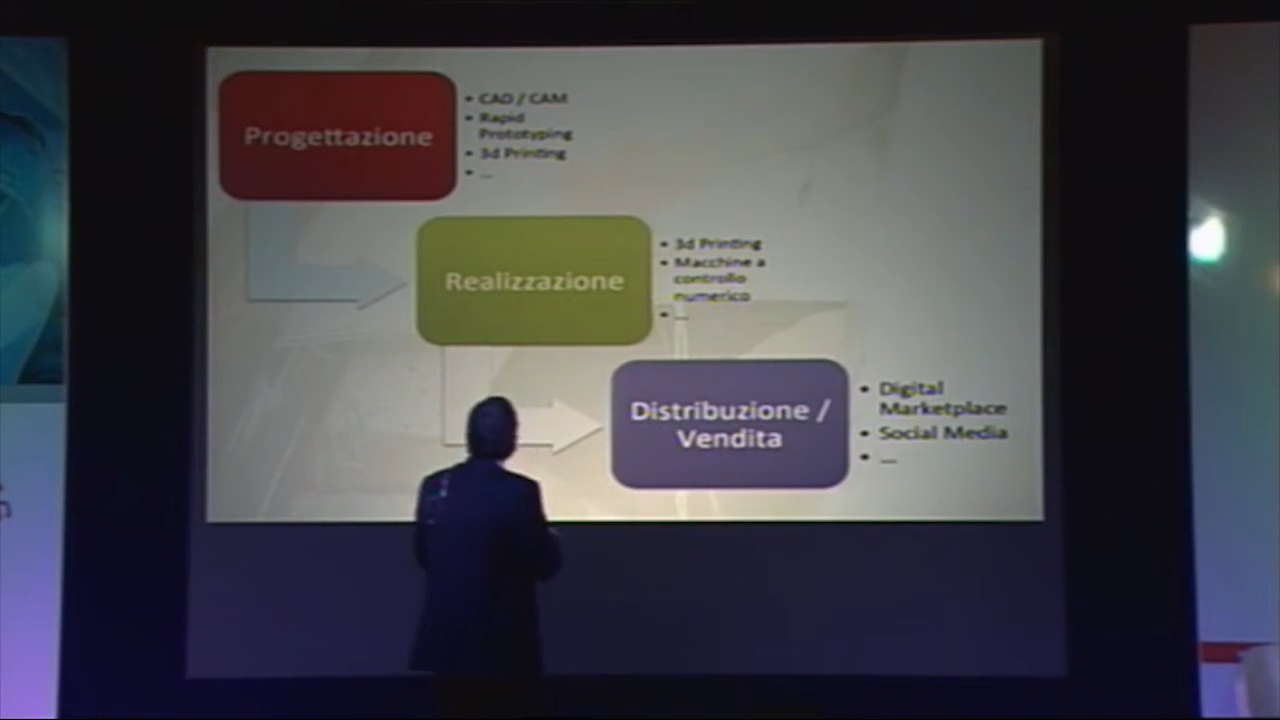 Progettazione
• CAD / CAM
• Rapid
Prototyping
• 3d Printing
• ...
Realizzazione
• 3d Printing
• Macchine a
controllo
numerico
• ...
Distribuzione /
Vendita
• Digital
Marketplace
• Social Media
• ...